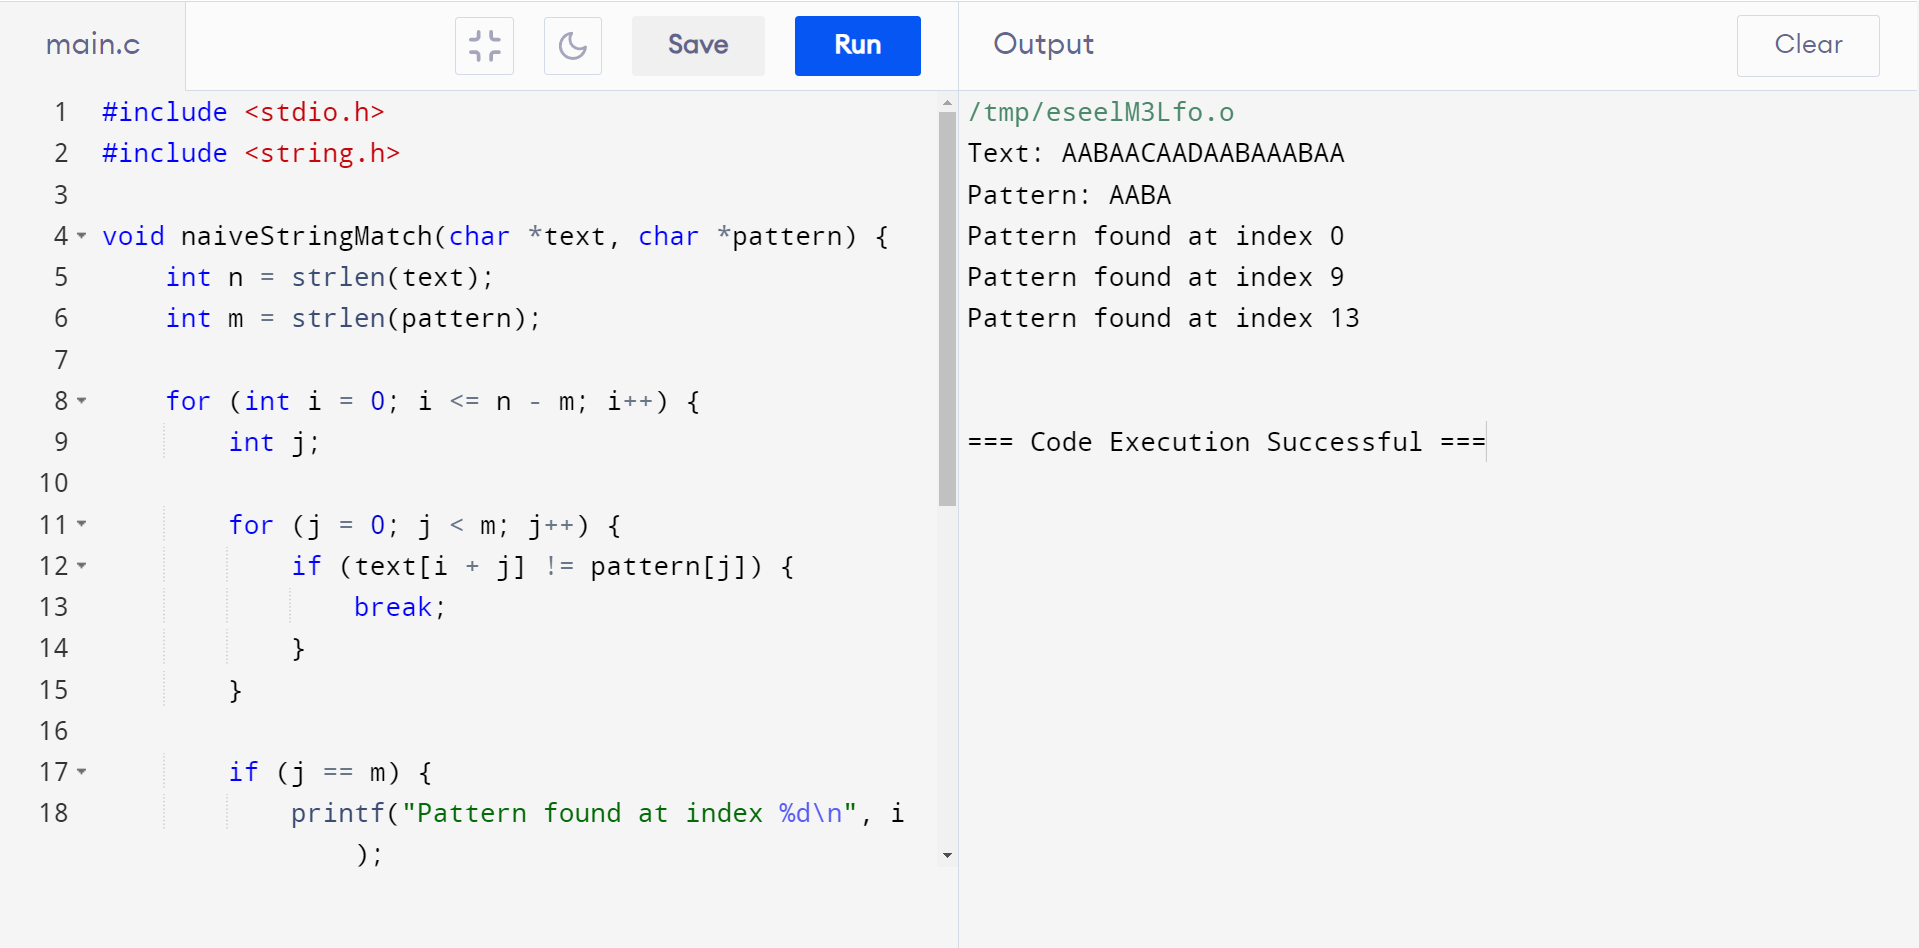 main.c
Save
Run
Output
Clear
1 #include <stdio.h>
2 #include <string.h>
3
4 void naiveStringMatch(char *text, char *pattern) {
5     int n = strlen(text);
6     int m = strlen(pattern);
7
8     for (int i = 0; i <= n - m; i++) {
9         int j;
10
11         for (j = 0; j < m; j++) {
12             if (text[i + j] != pattern[j]) {
13                 break;
14             }
15         }
16
17         if (j == m) {
18             printf("Pattern found at index %d\n", i
                );
/tmp/eseelM3Lfo.o
Text: AABAACAADAABAAABAA
Pattern: AABA
Pattern found at index 0
Pattern found at index 9
Pattern found at index 13
=== Code Execution Successful ===